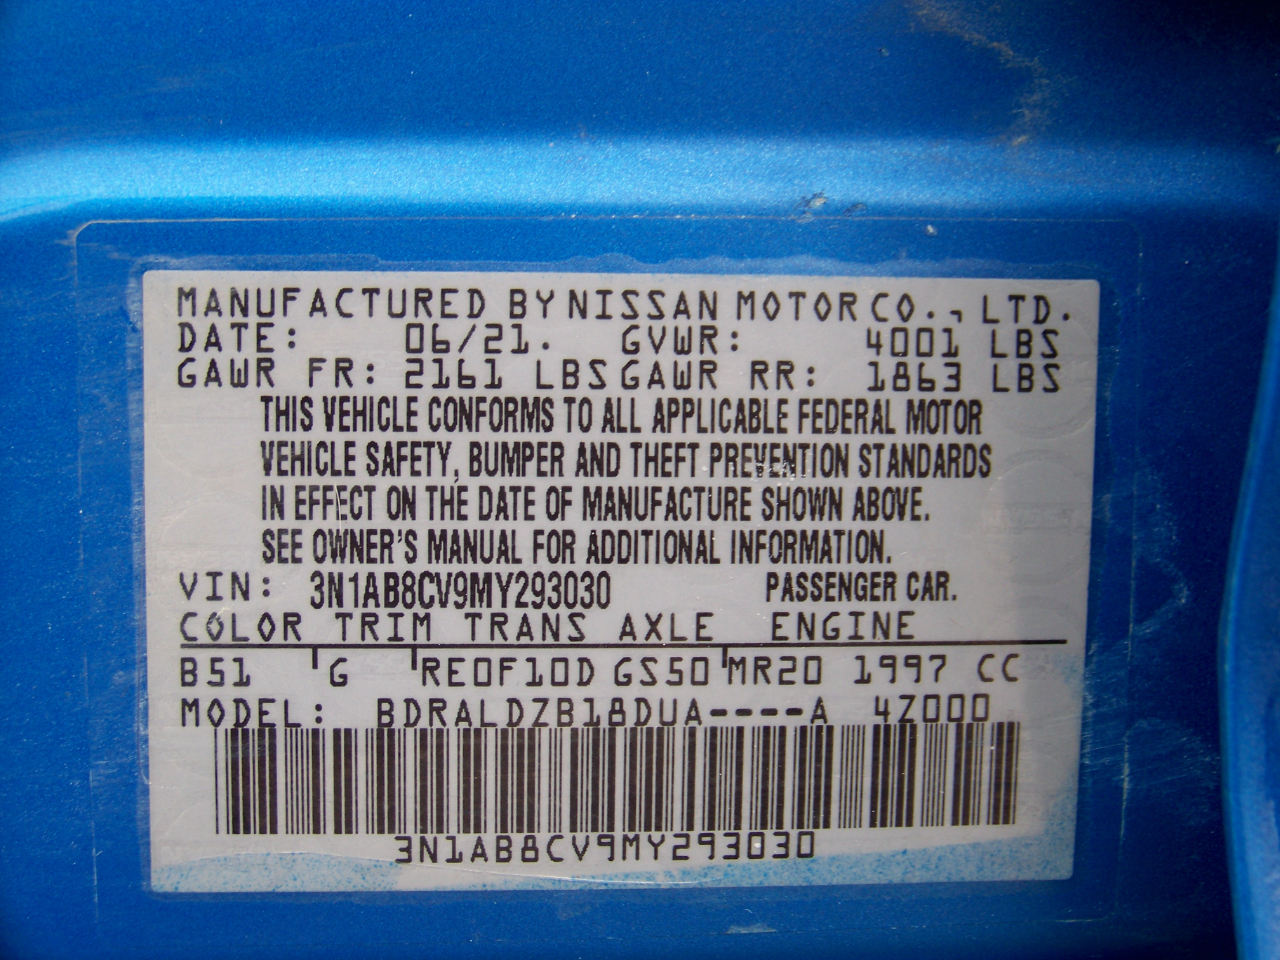 MANUFACTURED BY NISSAN MOTOR CO., LTD.
DATE: 06/21. GVWR: 4001 LBS
GAWR FR: 2161 LBS GAWR RR: 1863 LBS
THIS VEHICLE CONFORMS TO ALL APPLICABLE FEDERAL MOTOR
VEHICLE SAFETY, BUMPER AND THEFT PREVENTION STANDARDS
IN EFFECT ON THE DATE OF MANUFACTURE SHOWN ABOVE.
SEE OWNER'S MANUAL FOR ADDITIONAL INFORMATION.
VIN: 3N1AB8CV9MY293030 PASSENGER CAR.
COLOR TRIM TRANS AXLE ENGINE
B51 G RE0F10D GS50 MR20 1997 CC
MODEL: BDRALDZB18DUA----A 4Z000
3N1AB8CV9MY293030